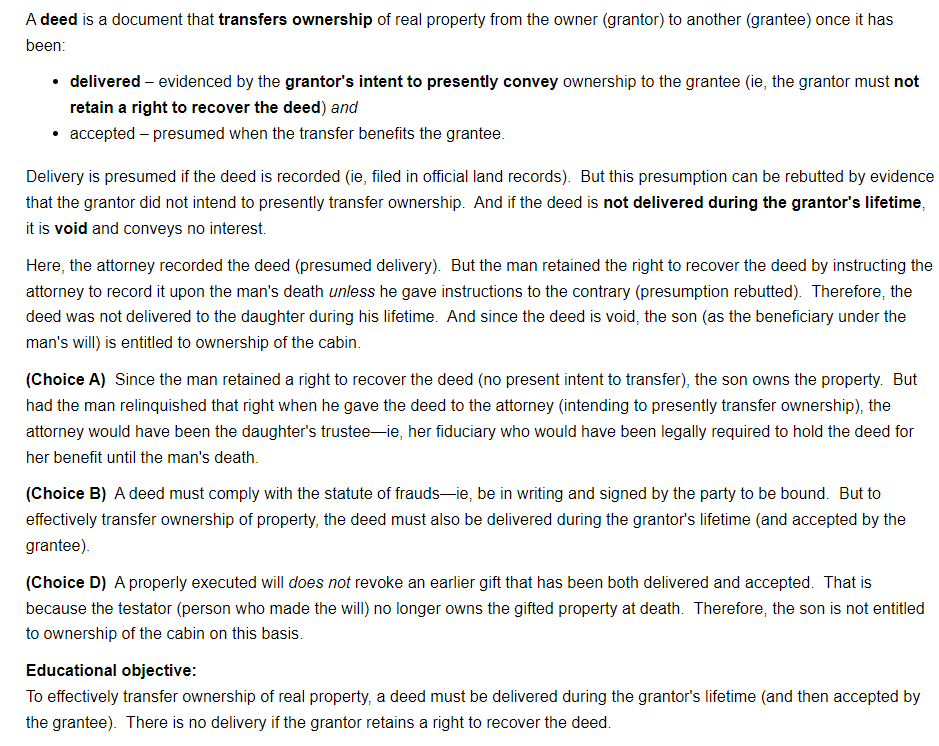 A deed is a document that transfers ownership of real property from the owner (grantor) to another (grantee) once it has
been:
• delivered – evidenced by the grantor's intent to presently convey ownership to the grantee (ie, the grantor must not
retain a right to recover the deed) and
• accepted – presumed when the transfer benefits the grantee.
Delivery is presumed if the deed is recorded (ie, filed in official land records).  But this presumption can be rebutted by evidence
that the grantor did not intend to presently transfer ownership.  And if the deed is not delivered during the grantor's lifetime,
it is void and conveys no interest.
Here, the attorney recorded the deed (presumed delivery).  But the man retained the right to recover the deed by instructing the
attorney to record it upon the man's death unless he gave instructions to the contrary (presumption rebutted).  Therefore, the
deed was not delivered to the daughter during his lifetime.  And since the deed is void, the son (as the beneficiary under the
man's will) is entitled to ownership of the cabin.
(Choice A)  Since the man retained a right to recover the deed (no present intent to transfer), the son owns the property.  But
had the man relinquished that right when he gave the deed to the attorney (intending to presently transfer ownership), the
attorney would have been the daughter's trustee—ie, her fiduciary who would have been legally required to hold the deed for
her benefit until the man's death.
(Choice B)  A deed must comply with the statute of frauds—ie, be in writing and signed by the party to be bound.  But to
effectively transfer ownership of property, the deed must also be delivered during the grantor's lifetime (and accepted by the
grantee).
(Choice D)  A properly executed will does not revoke an earlier gift that has been both delivered and accepted.  That is
because the testator (person who made the will) no longer owns the gifted property at death.  Therefore, the son is not entitled
to ownership of the cabin on this basis.
Educational objective:
To effectively transfer ownership of real property, a deed must be delivered during the grantor's lifetime (and then accepted by
the grantee).  There is no delivery if the grantor retains a right to recover the deed.